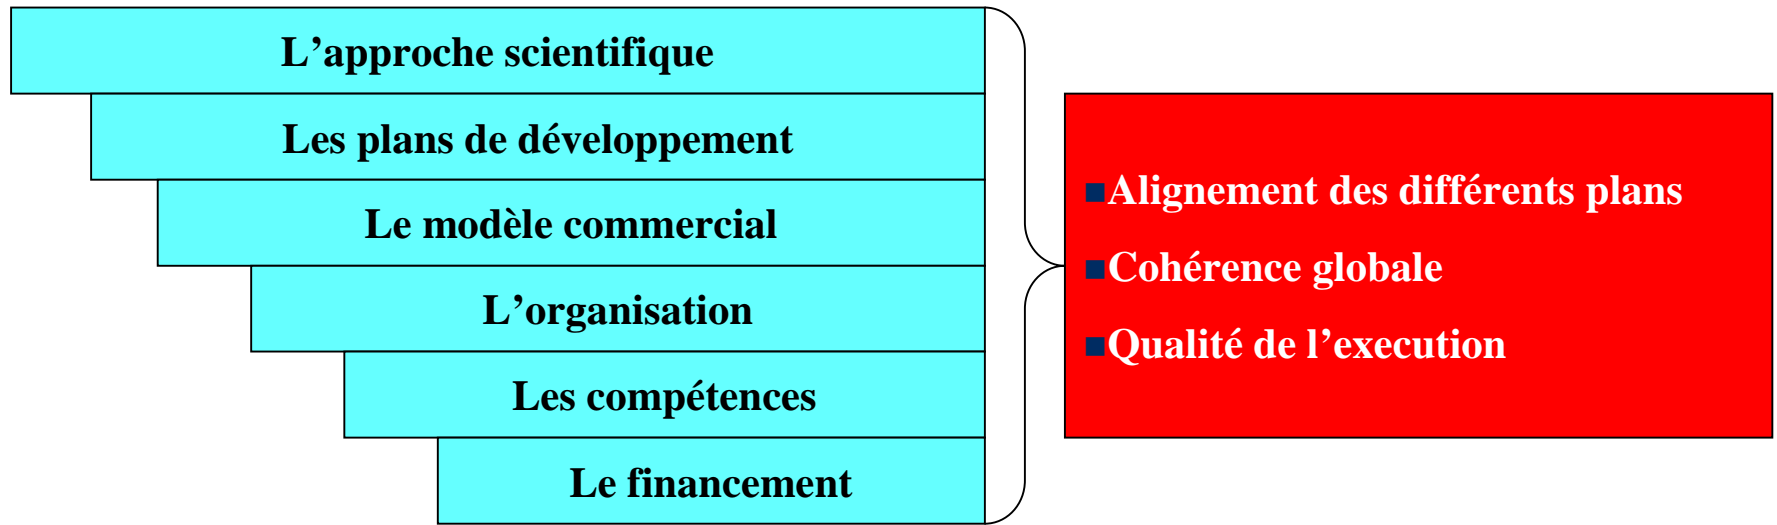 L’approche scientifique
Les plans de développement
Le modèle commercial
L’organisation
Les compétences
Le financement
■Alignement des différents plans
■Cohérence globale
■Qualité de l’execution